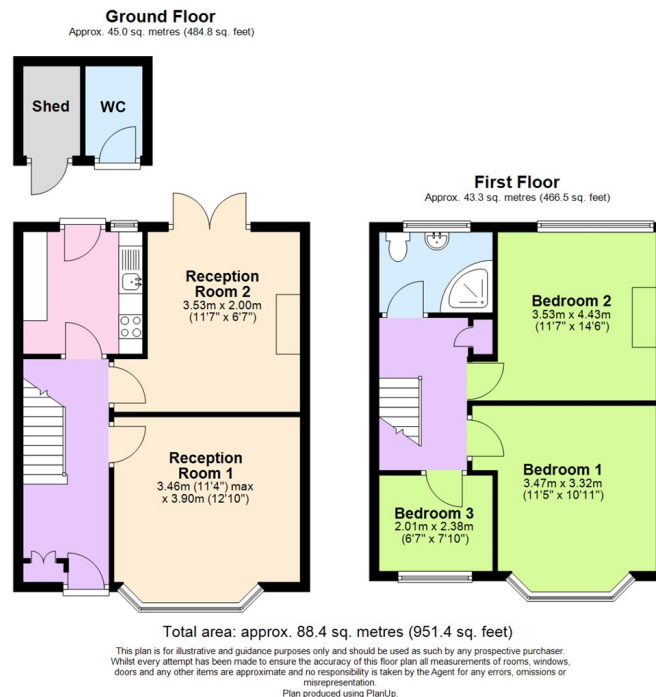 Ground Floor
Approx. 45.0 sq. metres (484.8 sq. feet)
Shed
WC
First Floor
Approx. 43.3 sq. metres (466.5 sq. feet)
Reception
Room 2
3.53m x 2.00m
(11'7" x 6'7")
Bedroom 2
3.53m x 4.43m
(11'7" x 14'6")
Reception
Room 1
3.46m (11'4") max
x 3.90m (12'10")
Bedroom 1
3.47m x 3.32m
(11'5" x 10'11")
Bedroom 3
2.01m x 2.38m
(6'7" x 7'10")
Total area: approx. 88.4 sq. metres (951.4 sq. feet)
This plan is for illustrative and guidance purposes only and should be used as such by any prospective purchaser.
Whilst every attempt has been made to ensure the accuracy of this floor plan all measurements of rooms, windows,
doors and any other items are approximate and no responsibility is taken by the Agent for any errors, omissions or
misrepresentation.
Plan produced using PlanUp.